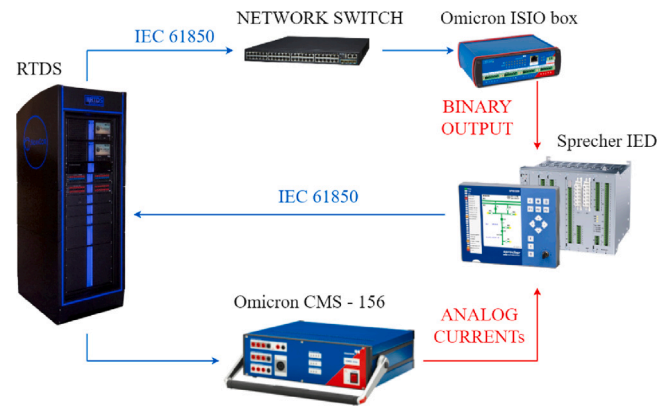 NETWORK SWITCH
Omicron ISIO box
IEC 61850
RTDS
BINARY
OUTPUT
Sprecher IED
IEC 61850
Omicron CMS - 156
ANALOG
CURRENTs